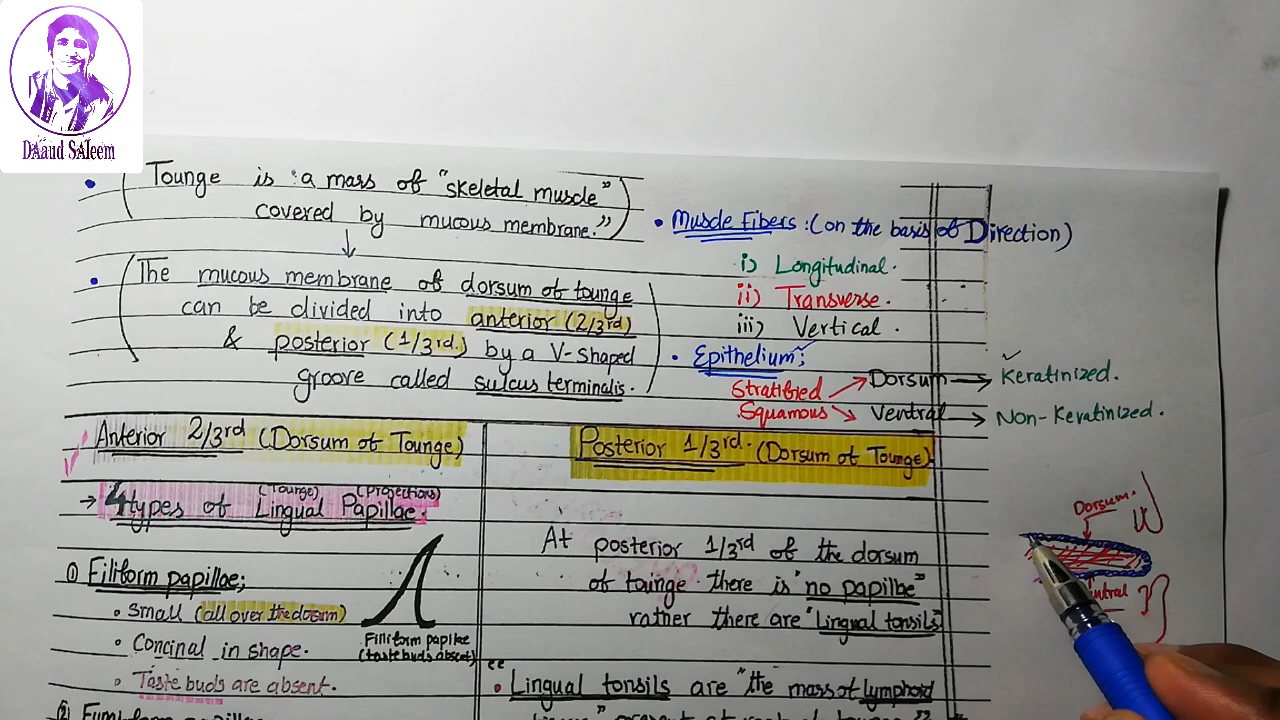 DAaud SAleem
• (Tounge is a mass of "skeletal muscle"
covered by mucous membrane.")
• (The mucous membrane of dorsum of tounge
can be divided into anterior (2/3rd)
& posterior (1/3rd.) by a V-shaped
groove called sulcus terminalis.)
• Muscle Fibers: (on the basis of Direction)
i) Longitudinal.
ii) Transverse.
iii) Vertical.
• Epithelium;
Stratified
Squamous
Dorsum → Keratinized.
Ventral → Non-Keratinized.
Anterior 2/3rd (Dorsum of Tounge)
→ 4 types of Lingual Papillae.
(Tounge) (Projections)
① Filiform papillae;
• Small (all over the dosum)
• Concinal in shape.
• Taste buds are absent.
Filliform papilae
(taste buds absent)
Posterior 1/3rd. (Dorsum of Tounge)
At posterior 1/3rd of the dorsum
of tounge there is "no papillae"
rather there are "Lingual tonsils"
"• Lingual tonsils are "the mass of lymphoid
Dorsum.